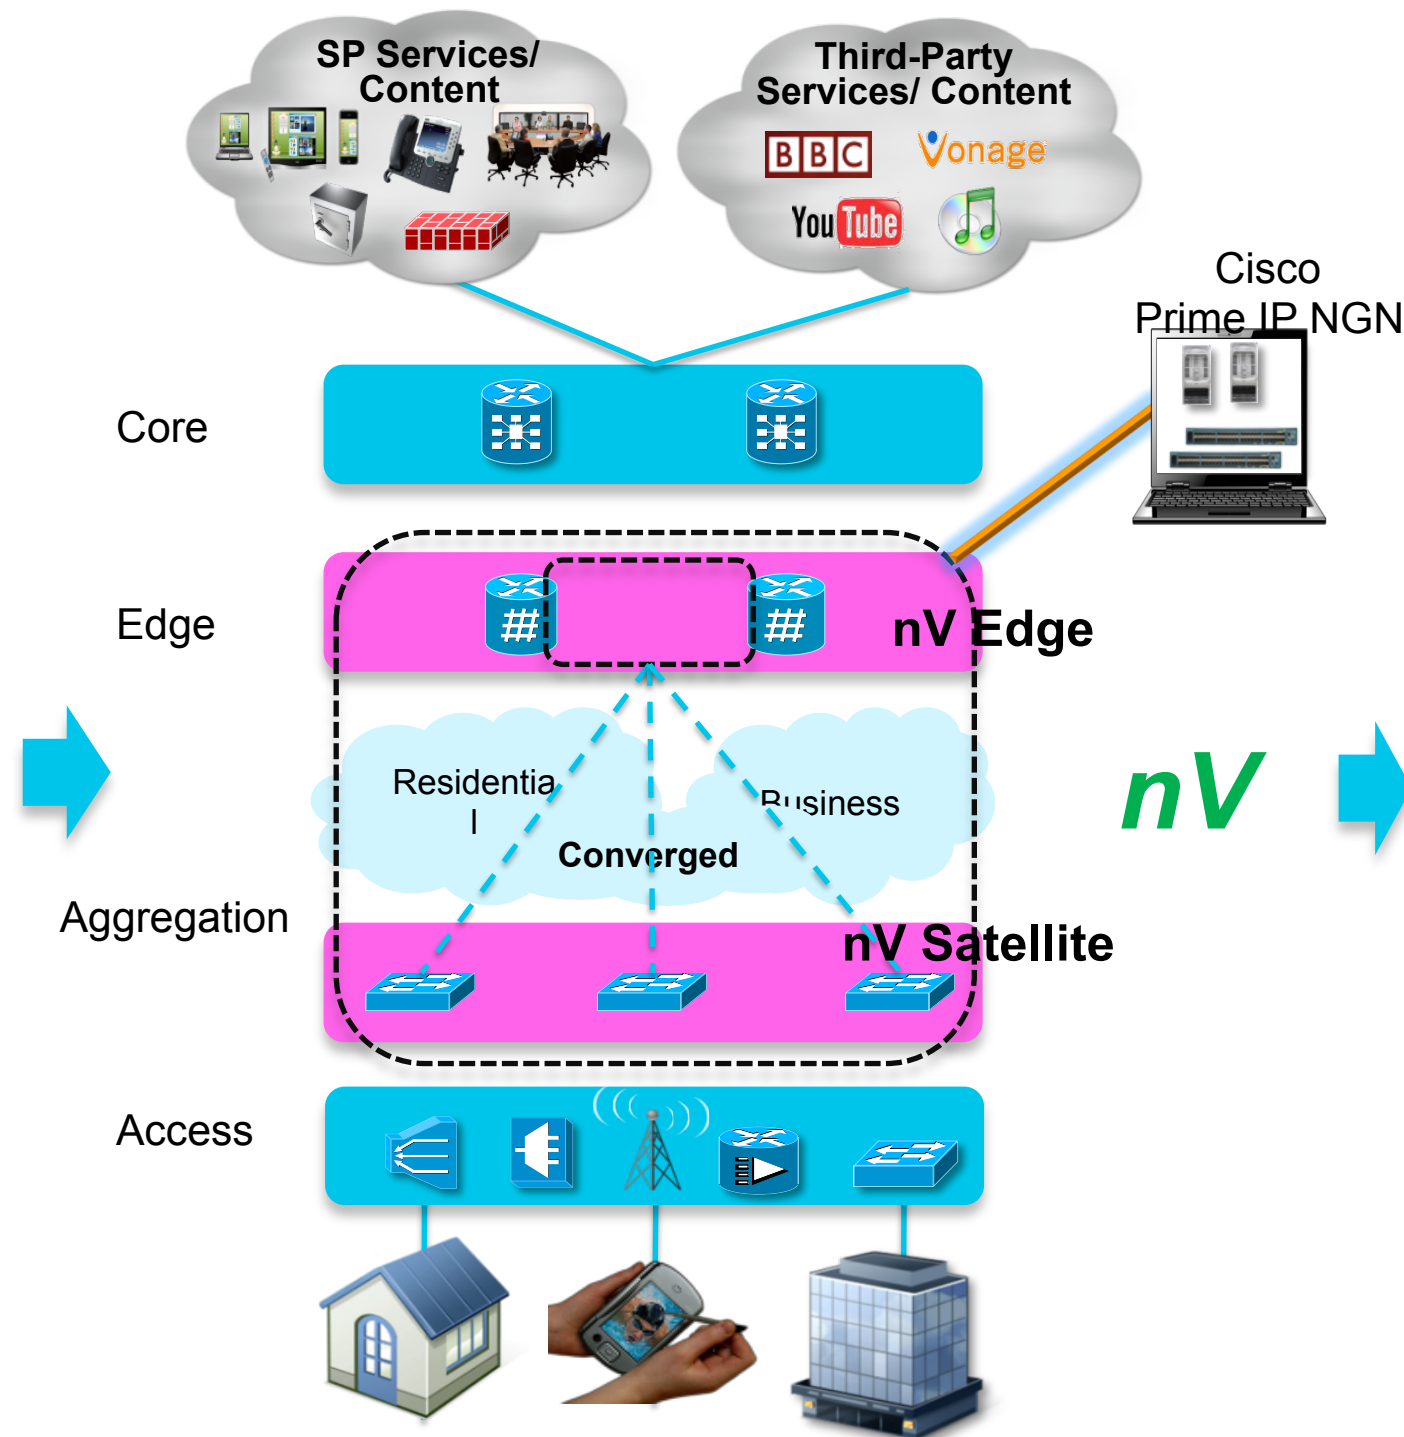 SP Services/
Content
Third-Party
Services/ Content
BBC
Vonage
YouTube
Cisco
Prime IP NGN
Core
Edge
nV Edge
Residentia
l
Business
Converged
nV
Aggregation
nV Satellite
Access